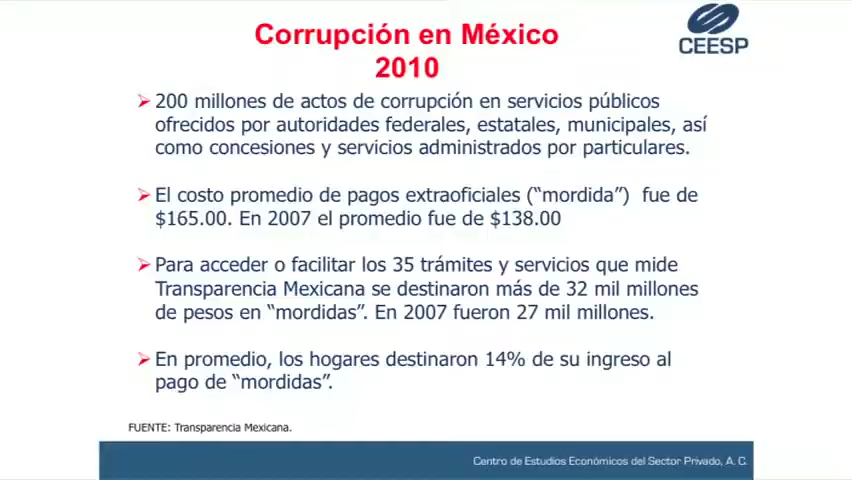 Corrupción en México
2010
CEESP
200 millones de actos de corrupción en servicios públicos
ofrecidos por autoridades federales, estatales, municipales, así
como concesiones y servicios administrados por particulares.
El costo promedio de pagos extraoficiales (“mordida”)  fue de
$165.00. En 2007 el promedio fue de $138.00
Para acceder o facilitar los 35 trámites y servicios que mide
Transparencia Mexicana se destinaron más de 32 mil millones
de pesos en “mordidas”. En 2007 fueron 27 mil millones.
En promedio, los hogares destinaron 14% de su ingreso al
pago de “mordidas”.
FUENTE: Transparencia Mexicana.
Centro de Estudios Económicos del Sector Privado, A. C.